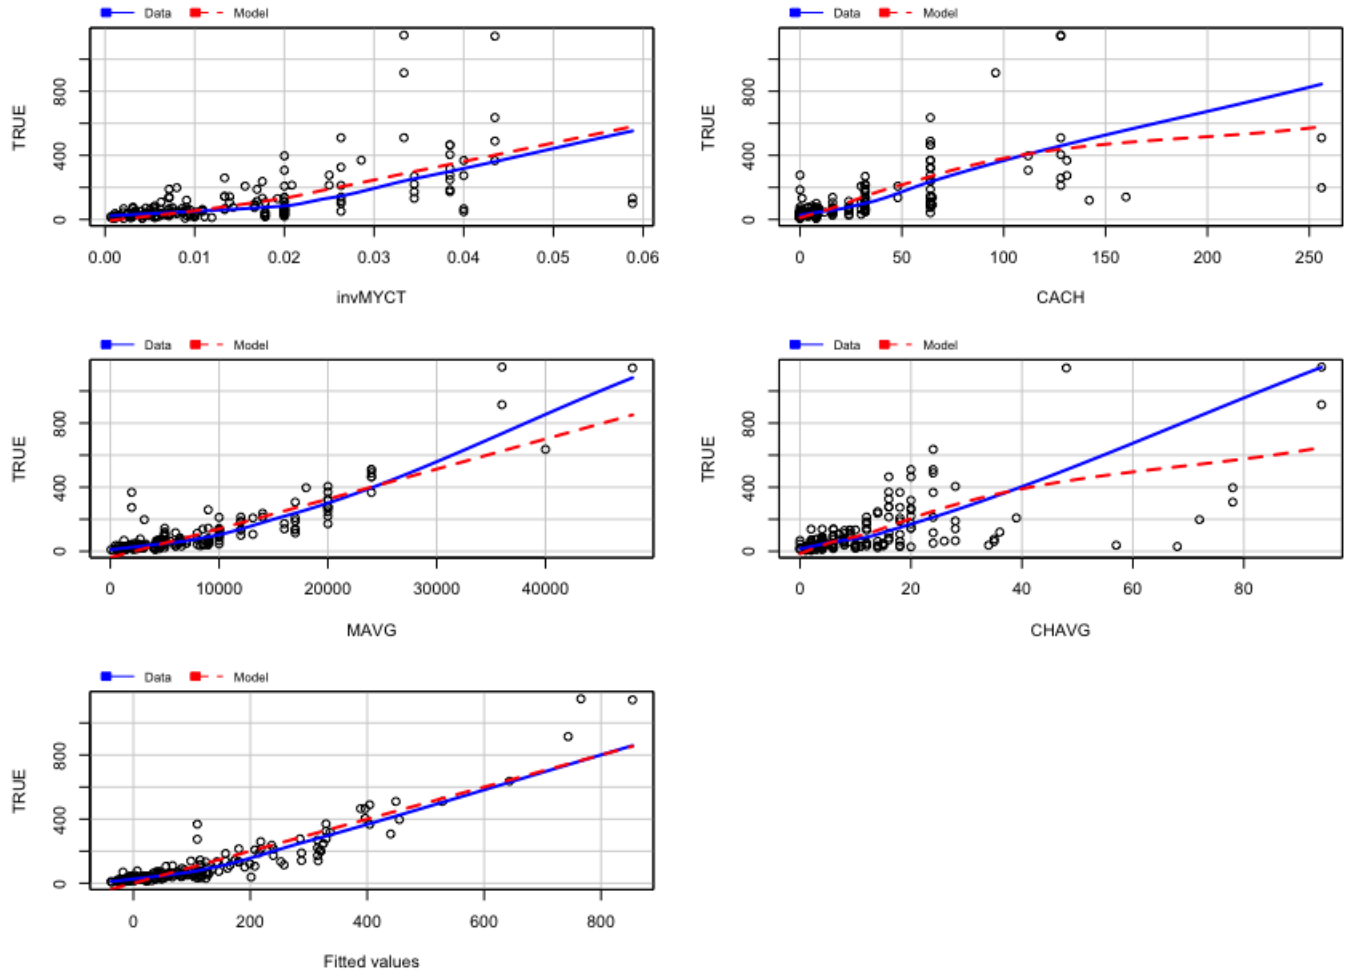 Data Model
TRUE
800
400
0
0.00 0.01 0.02 0.03 0.04 0.05 0.06
invMYCT
Data Model
TRUE
800
400
0
0 50 100 150 200 250
CACH
Data Model
TRUE
800
400
0
0 10000 20000 30000 40000
MAVG
Data Model
TRUE
800
400
0
0 20 40 60 80
CHAVG
Data Model
TRUE
800
400
0
0 200 400 600 800
Fitted values